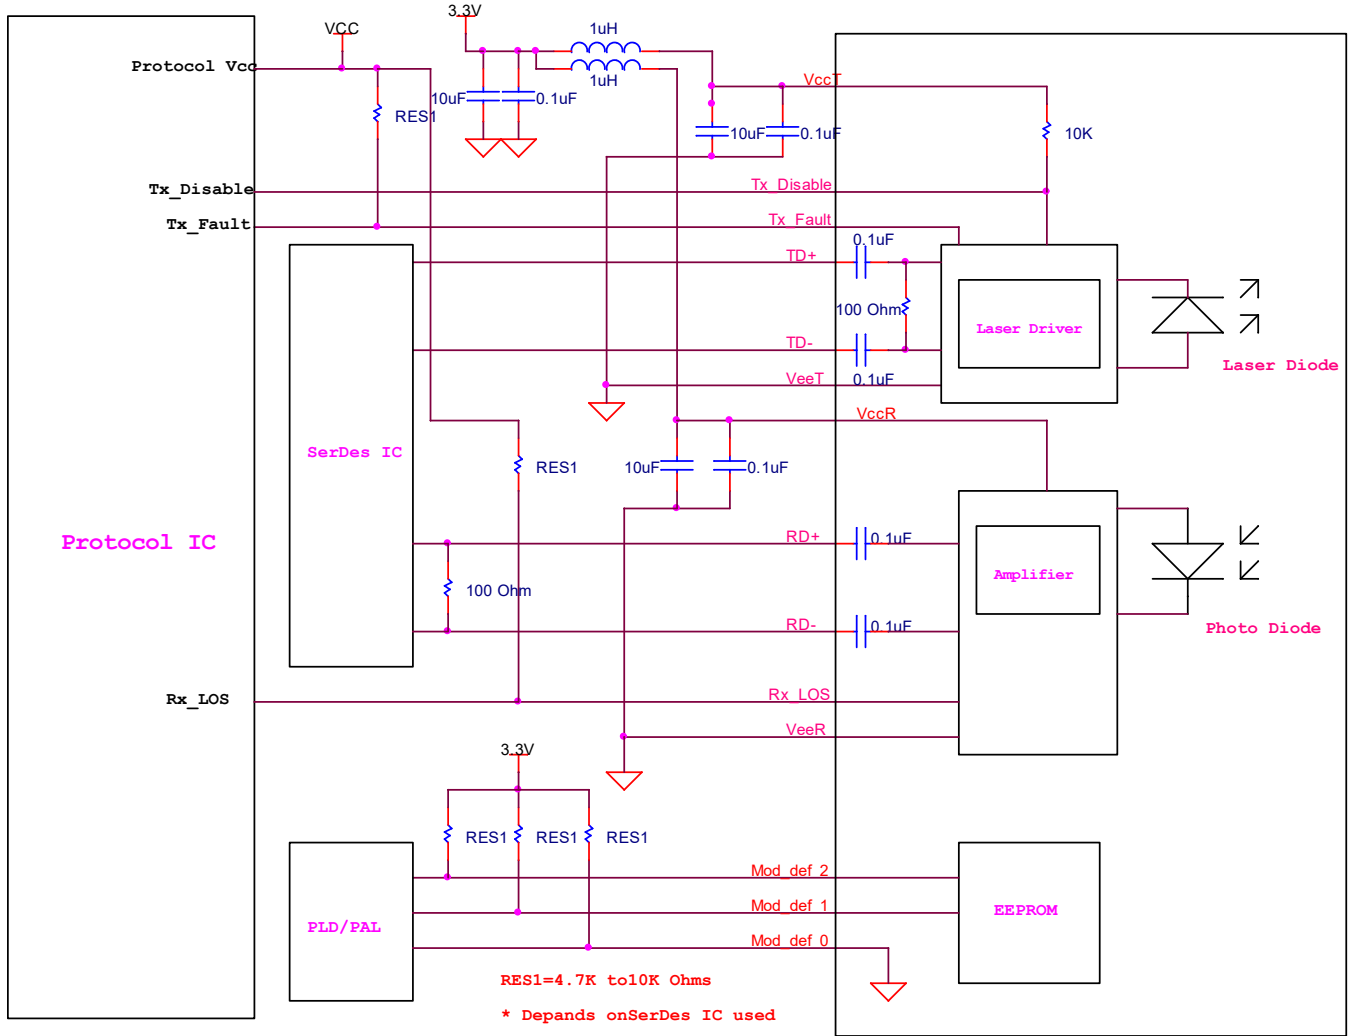 3.3V
VCC
1uH
Protocol Vcc
1uH
VccT
10uF
0.1uF
RES1
10uF
0.1uF
10K
Tx_Disable
Tx_Disable
Tx_Fault
Tx_Fault
0.1uF
TD+
100 Ohm
Laser Driver
TD-
Laser Diode
VeeT
0.1uF
VccR
SerDes IC
RES1
10uF
0.1uF
Protocol IC
RD+
0.1uF
Amplifier
100 Ohm
RD-
0.1uF
Photo Diode
Rx_LOS
Rx_LOS
VeeR
3.3V
RES1
RES1
RES1
Mod_def 2
Mod_def 1
EEPROM
PLD/PAL
Mod_def 0
RES1=4.7K to10K Ohms
* Depands onSerDes IC used